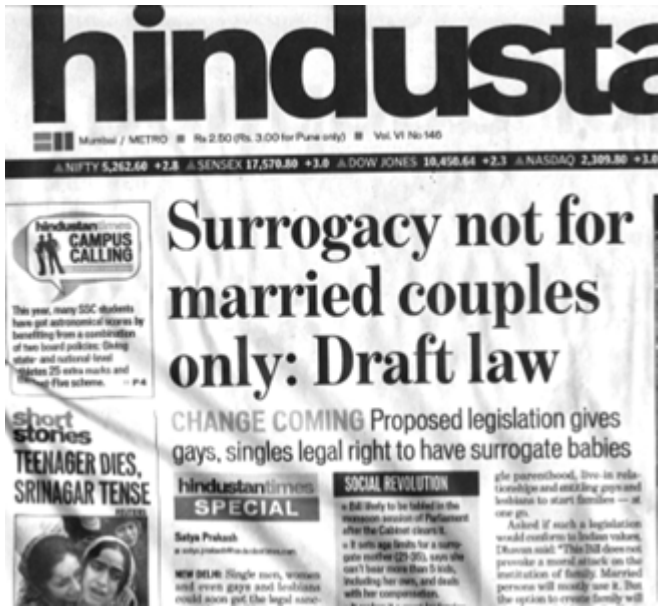 hindusta
Mumbai / METRO Rs 2.50 (Rs. 3.00 for Pune only) Vol. VI No 146
NIFTY 5,262.60 +2.8 SENSEX 17,570.80 +3.0 DOW JONES 10,450.64 +2.3 NASDAQ 2,309.80 +3.0
hindustantimes
CAMPUS
CALLING
This year, many SSC students
have got astronomical scores by
benefiting from a combination
of two board policies: Giving
state- and national-level
athletes 25 extra marks and
-Five scheme. P4
short
stories
TEENAGER DIES,
SRINAGAR TENSE
REUTERS
Surrogacy not for
married couples
only: Draft law
CHANGE COMING Proposed legislation gives
gays, singles legal right to have surrogate babies
hindustantimes
SPECIAL
Satya Prakash
NEW DELHI: Single men, women
and even gays and lesbians
could soon get the legal sanc-
SOCIAL REVOLUTION
Bill likely to be tabled in the
monsoon session of Parliament
after the Cabinet clears it.
It sets age limits for a surro-
gate mother (21-35), says she
can't bear more than 5 kids,
including her own, and deals
with her compensation.
gle parenthood, live-in rela-
tionships and entitling gays and
lesbians to start families — at
one go.
Asked if such a legislation
would conform to Indian values,
Dhavan said: "This Bill does not
provoke a moral attack on the
institution of family. Married
persons will mostly use it. But
the option to create family will